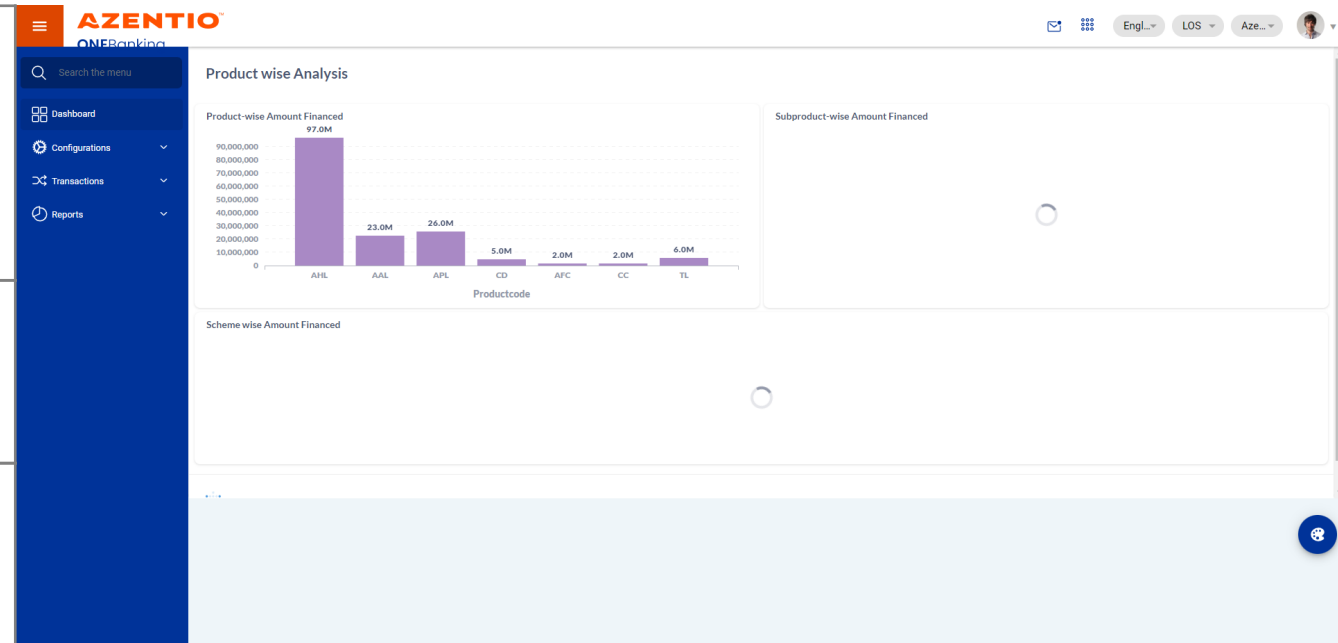 AZENTIO™
ONEBanking
Engl...
LOS
Aze...
Search the menu
Dashboard
Configurations
Transactions
Reports
Product wise Analysis
Product-wise Amount Financed
97.0M
90,000,000
80,000,000
70,000,000
60,000,000
50,000,000
40,000,000
30,000,000
20,000,000
10,000,000
0
23.0M
26.0M
5.0M
2.0M
2.0M
6.0M
AHL AAL APL CD AFC CC TL
Productcode
Subproduct-wise Amount Financed
Scheme wise Amount Financed